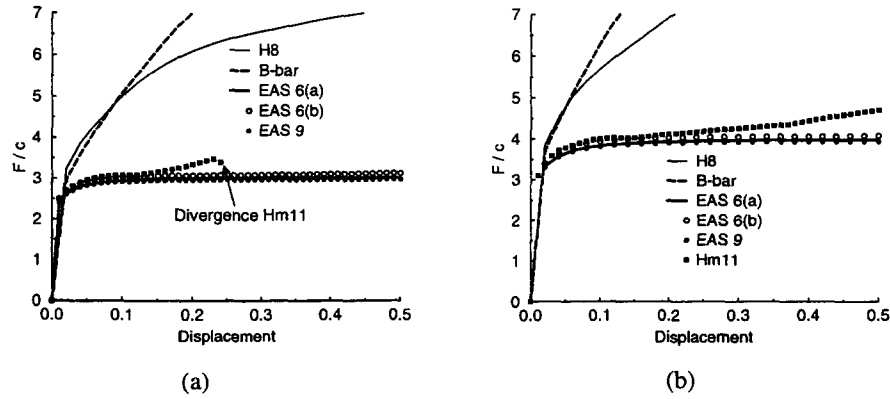 7
6
5
4
3
2
1
0
F / c
H8
B-bar
EAS 6(a)
EAS 6(b)
EAS 9
Divergence Hm11
0.0 0.1 0.2 0.3 0.4 0.5
Displacement
(a)
7
6
5
4
3
2
1
0
F / c
H8
B-bar
EAS 6(a)
EAS 6(b)
EAS 9
Hm11
0.0 0.1 0.2 0.3 0.4 0.5
Displacement
(b)